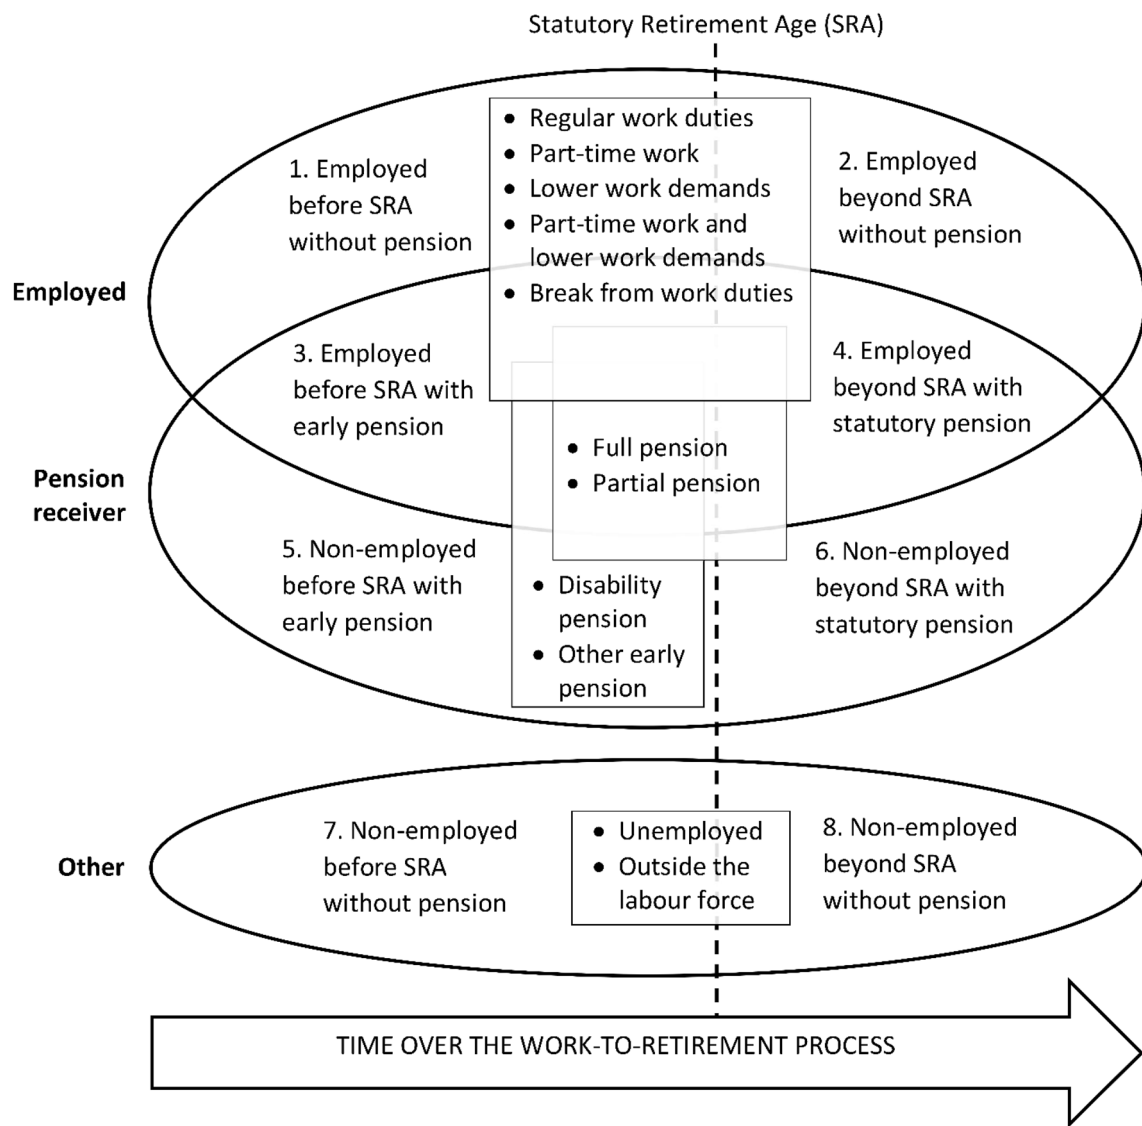 Statutory Retirement Age (SRA)
• Regular work duties
• Part-time work
• Lower work demands
• Part-time work and
lower work demands
• Break from work duties
1. Employed
before SRA
without pension
2. Employed
beyond SRA
without pension
Employed
3. Employed
before SRA with
early pension
4. Employed
beyond SRA with
statutory pension
• Full pension
• Partial pension
Pension
receiver
5. Non-employed
before SRA with
early pension
6. Non-employed
beyond SRA with
statutory pension
• Disability
pension
• Other early
pension
7. Non-employed
before SRA
without pension
• Unemployed
• Outside the
labour force
8. Non-employed
beyond SRA
without pension
Other
TIME OVER THE WORK-TO-RETIREMENT PROCESS